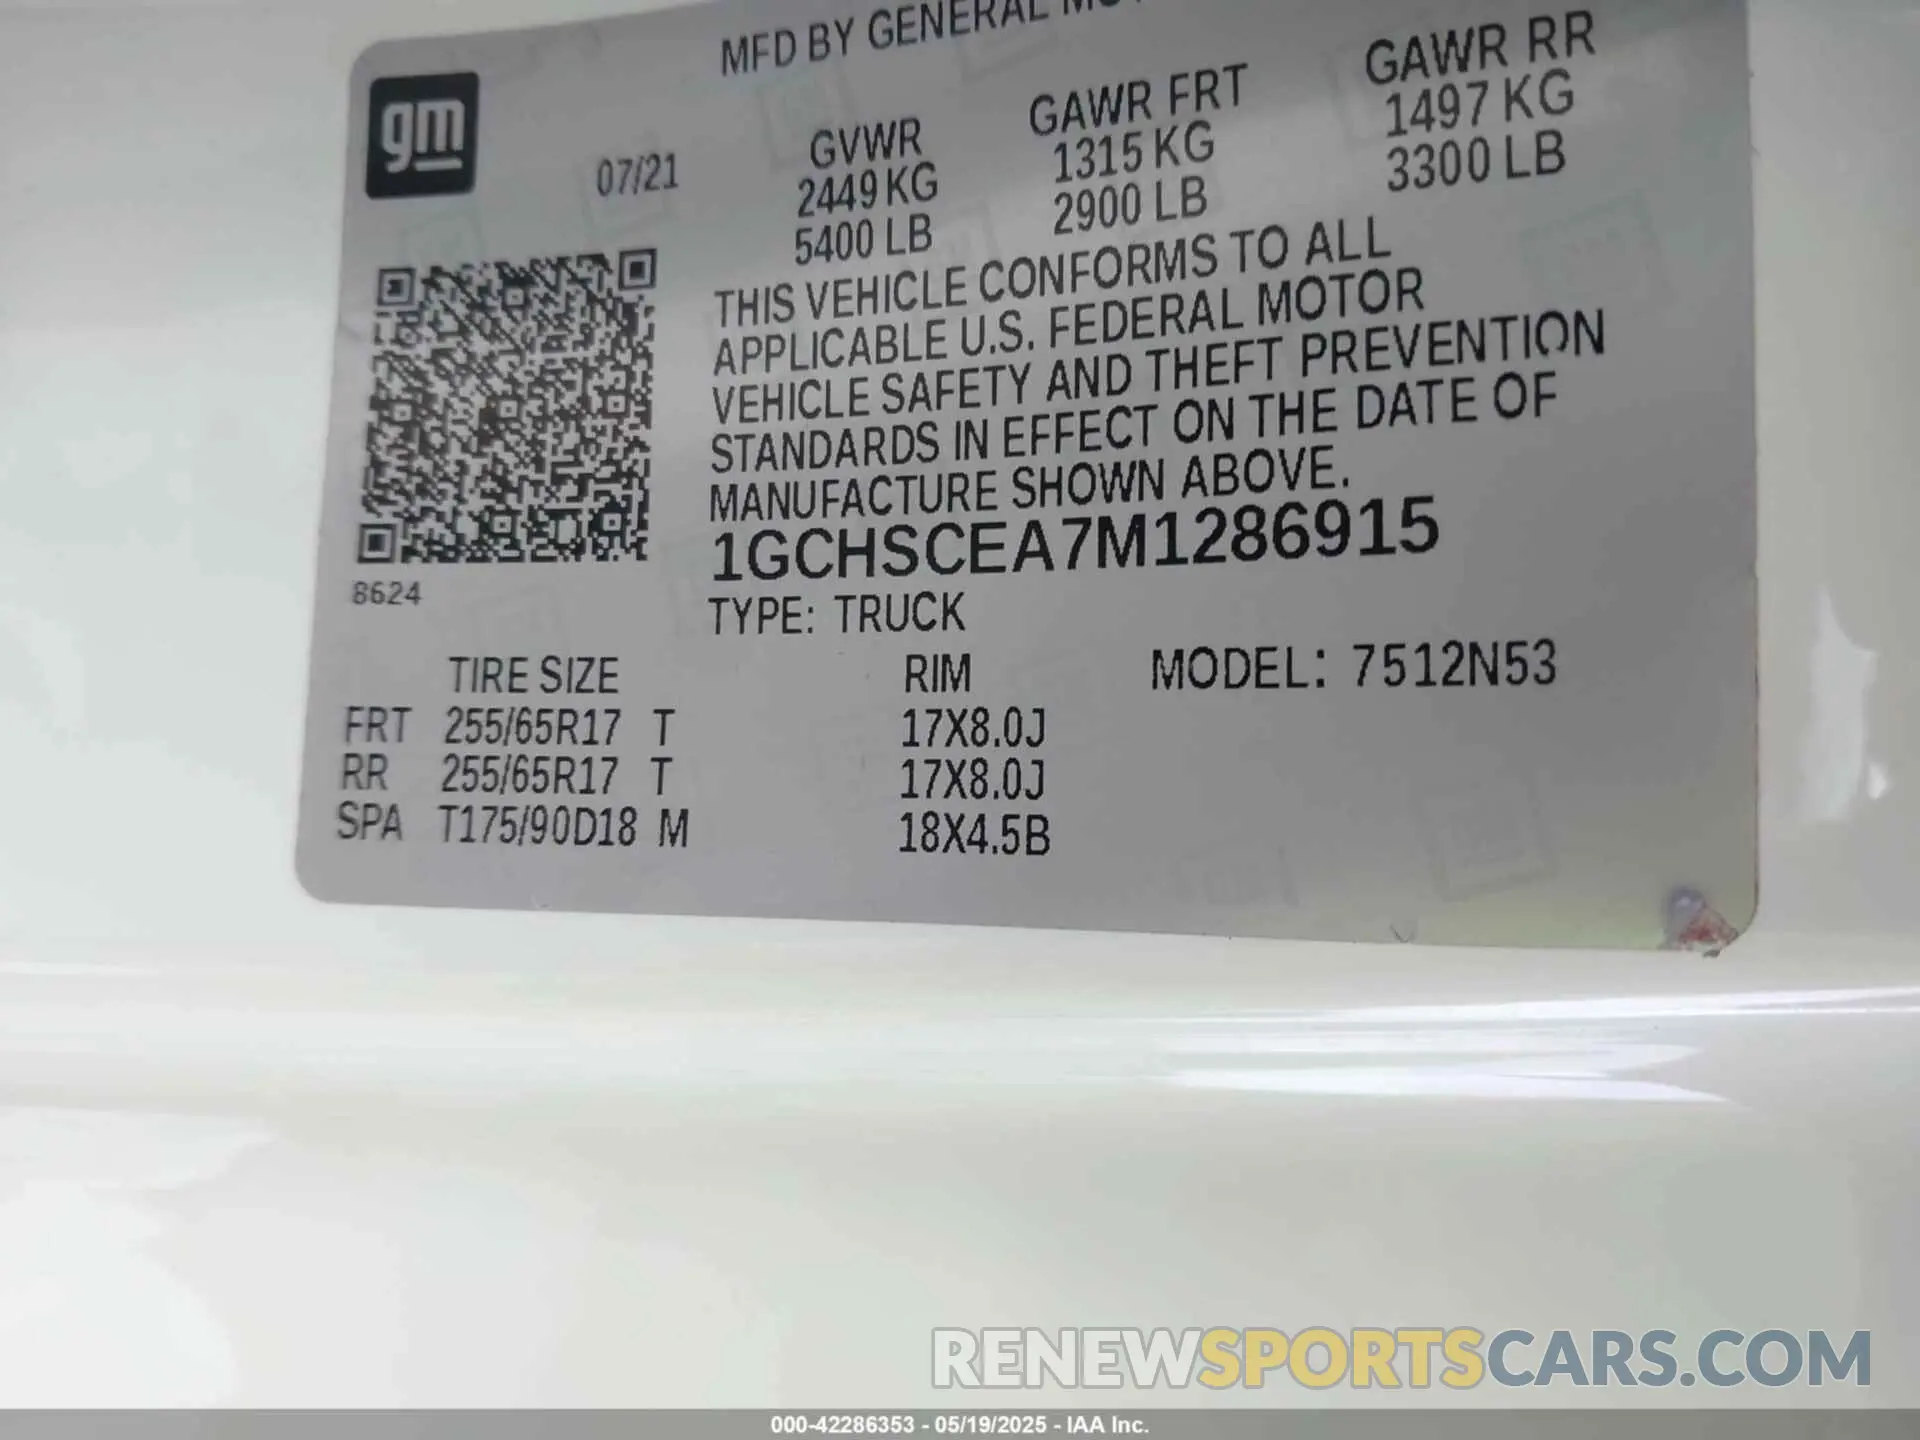 MFD BY GENERAL
gm
07/21
GVWR
2449 KG
5400 LB
GAWR FRT
1315 KG
2900 LB
GAWR RR
1497 KG
3300 LB
THIS VEHICLE CONFORMS TO ALL
APPLICABLE U.S. FEDERAL MOTOR
VEHICLE SAFETY AND THEFT PREVENTION
STANDARDS IN EFFECT ON THE DATE OF
MANUFACTURE SHOWN ABOVE.
1GCHSCEA7M1286915
8624
TYPE: TRUCK
TIRE SIZE RIM MODEL: 7512N53
FRT 255/65R17 T 17X8.0J
RR 255/65R17 T 17X8.0J
SPA T175/90D18 M 18X4.5B
RENEWSPORTSCARS.COM
000-42286353 - 05/19/2025 - IAA Inc.